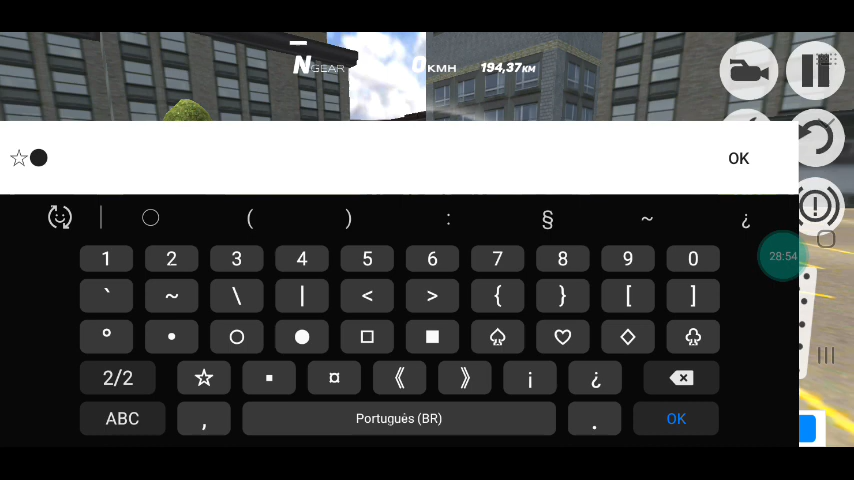 N GEAR 0 KMH 194,37 KM
☆● OK
( ) : § ~ ¿
1 2 3 4 5 6 7 8 9 0
28:54
` ~ \ | < > { } [ ]
° • ○ ● □ ■ ♤ ♡ ◇ ♧
2/2 ☆ ▪ ¤ 《 》 ¡ ¿
ABC , Português (BR) . OK